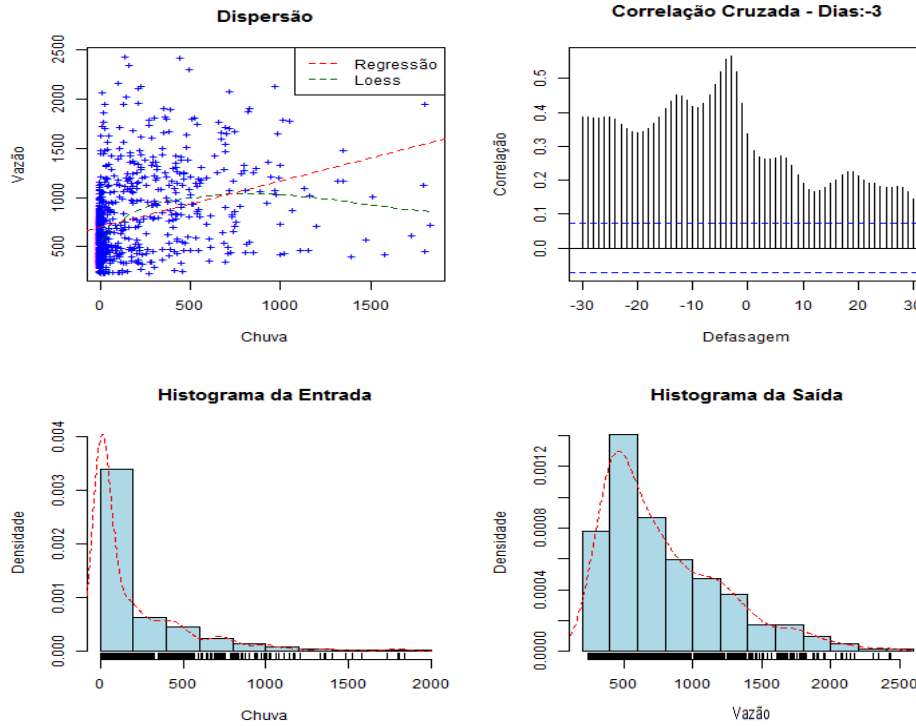 Dispersão
Vazão
500 1000 1500 2000 2500
Regressão
Loess
0 500 1000 1500
Chuva
Correlação Cruzada - Dias:-3
Correlação
0.0 0.1 0.2 0.3 0.4 0.5
-30 -20 -10 0 10 20 30
Defasagem
Histograma da Entrada
Densidade
0.000 0.001 0.002 0.003 0.004
0 500 1000 1500 2000
Chuva
Histograma da Saída
Densidade
0.0000 0.0004 0.0008 0.0012
500 1000 1500 2000 2500
Vazão